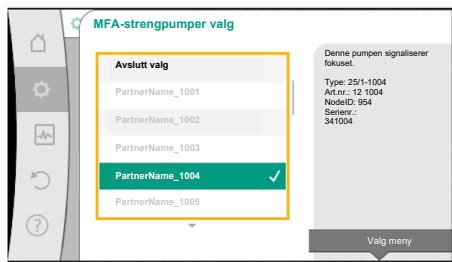 MFA-strengpumper valg
Avslutt valg
PartnerName_1001
PartnerName_1002
PartnerName_1003
PartnerName_1004
PartnerName_1005
Denne pumpen signaliserer
fokuset.
Type: 25/1-1004
Art.nr.: 12 1004
NodeID: 954
Serienr.:
341004
Valg meny